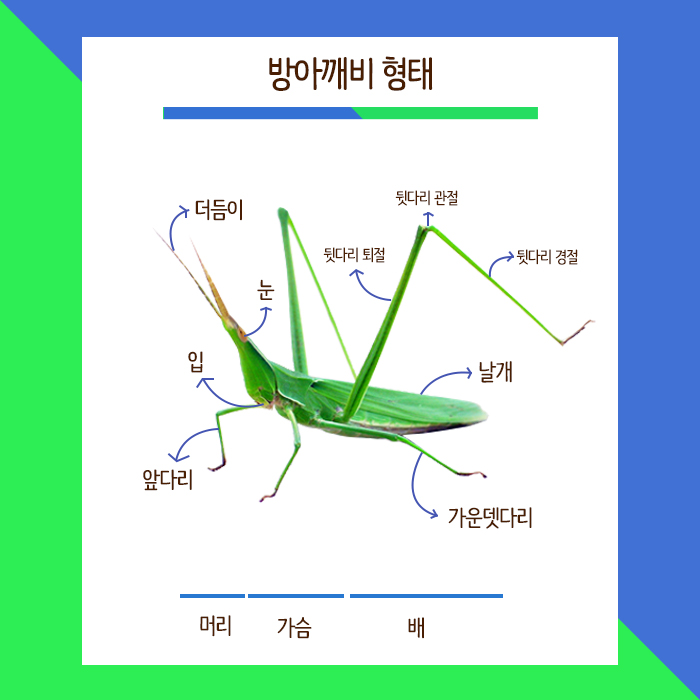 방아깨비 형태
뒷다리 관절
더듬이
뒷다리 퇴절
뒷다리 경절
눈
입
날개
앞다리
가운뎃다리
머리
가슴
배